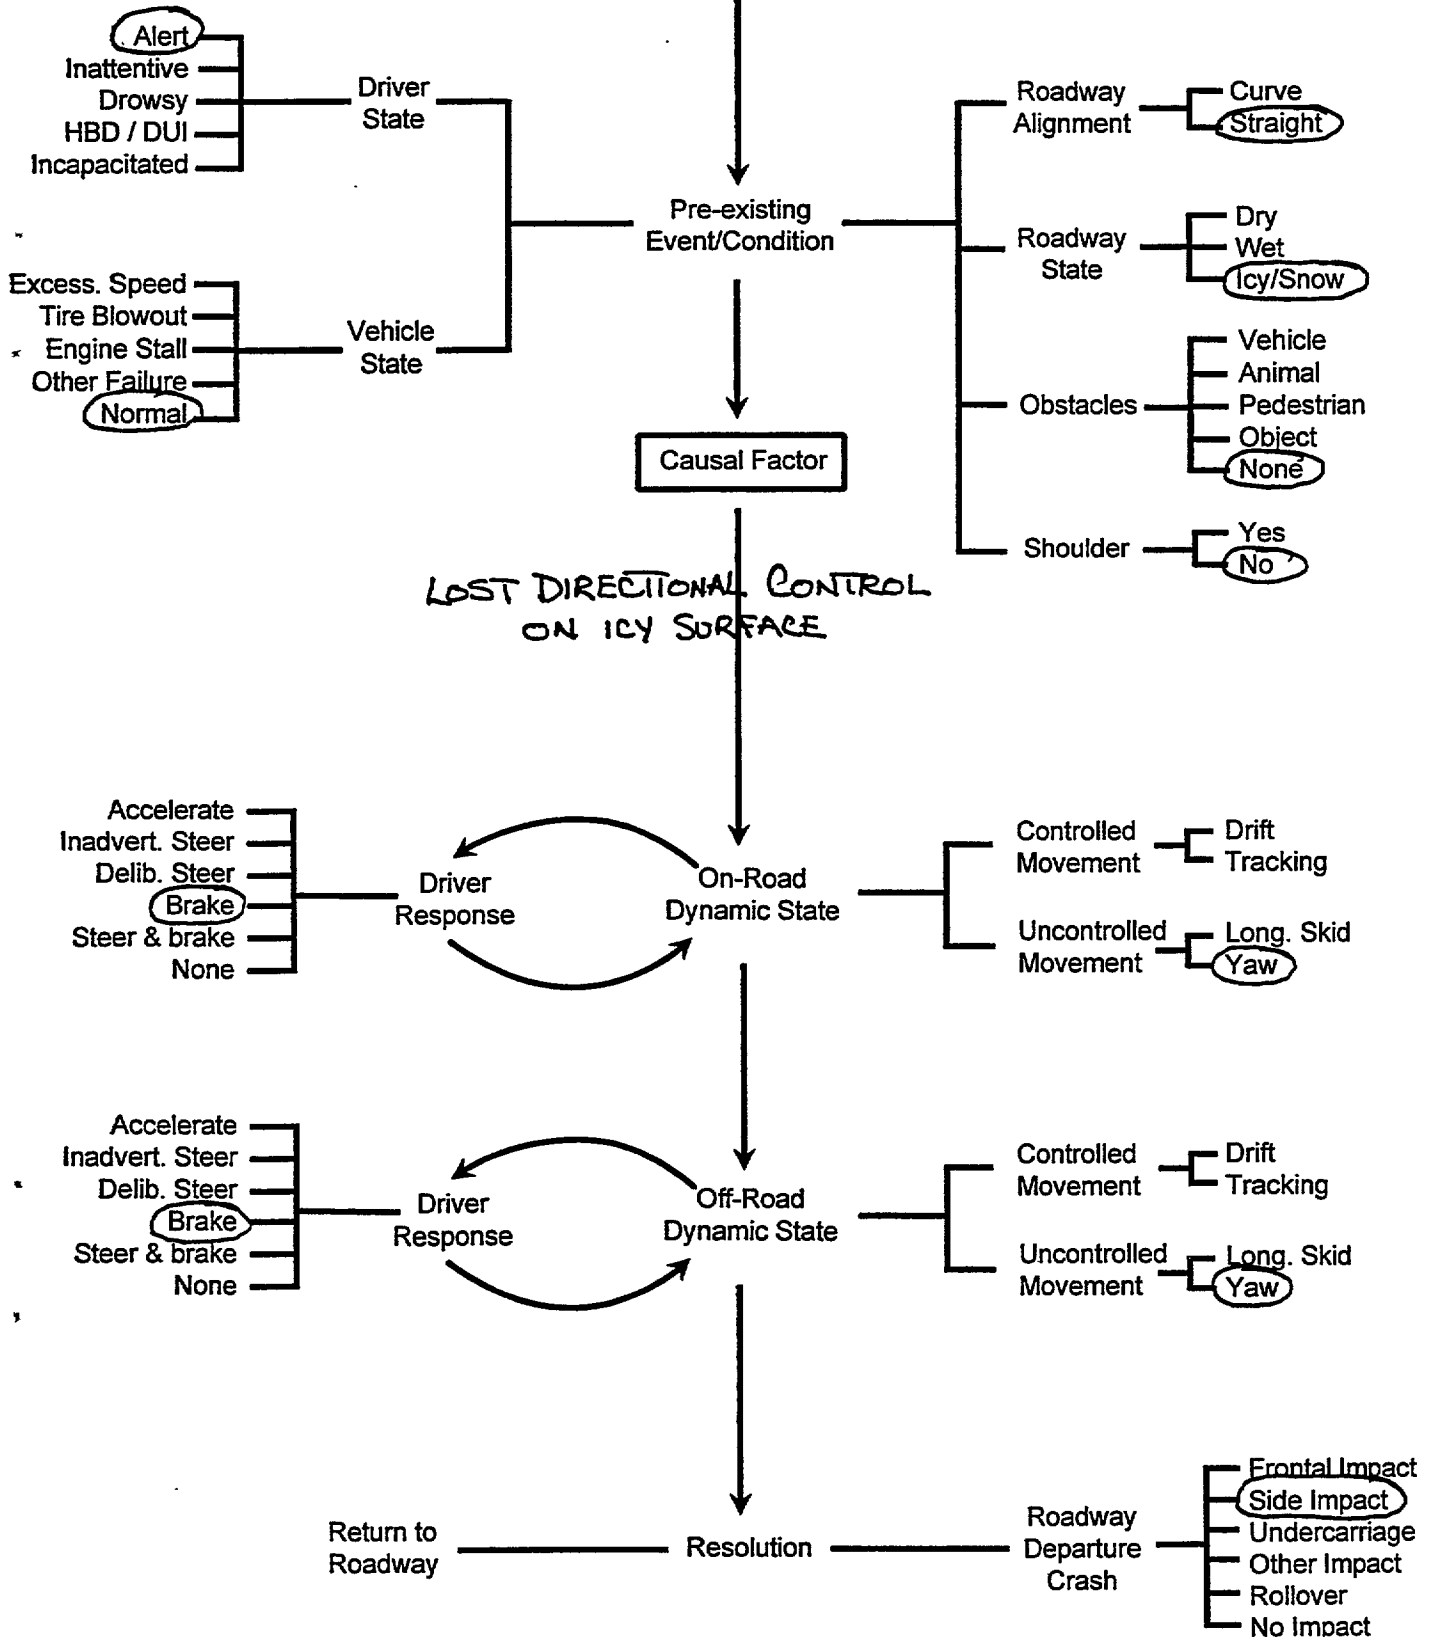 Alert
Inattentive
Drowsy
HBD / DUI
Incapacitated
Driver
State
Excess. Speed
Tire Blowout
Engine Stall
Other Failure
Normal
Vehicle
State
Pre-existing
Event/Condition
Roadway
Alignment
Curve
Straight
Roadway
State
Dry
Wet
Icy/Snow
Obstacles
Vehicle
Animal
Pedestrian
Object
None
Shoulder
Yes
No
Causal Factor
LOST DIRECTIONAL CONTROL
ON ICY SURFACE
Accelerate
Inadvert. Steer
Delib. Steer
Brake
Steer & brake
None
Driver
Response
On-Road
Dynamic State
Controlled
Movement
Drift
Tracking
Uncontrolled
Movement
Long. Skid
Yaw
Accelerate
Inadvert. Steer
Delib. Steer
Brake
Steer & brake
None
Driver
Response
Off-Road
Dynamic State
Controlled
Movement
Drift
Tracking
Uncontrolled
Movement
Long. Skid
Yaw
Return to
Roadway
Resolution
Roadway
Departure
Crash
Frontal Impact
Side Impact
Undercarriage
Other Impact
Rollover
No Impact